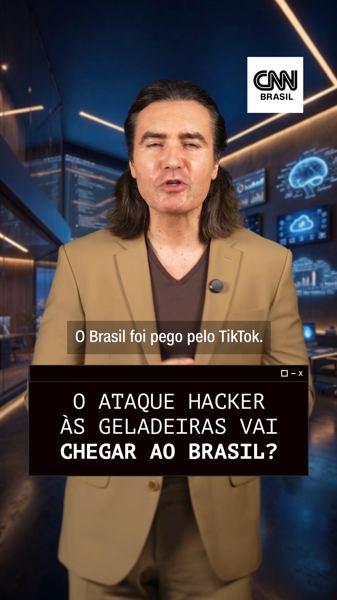 CNN
BRASIL
O Brasil foi pego pelo TikTok.
O ATAQUE HACKER
ÀS GELADEIRAS VAI
CHEGAR AO BRASIL?